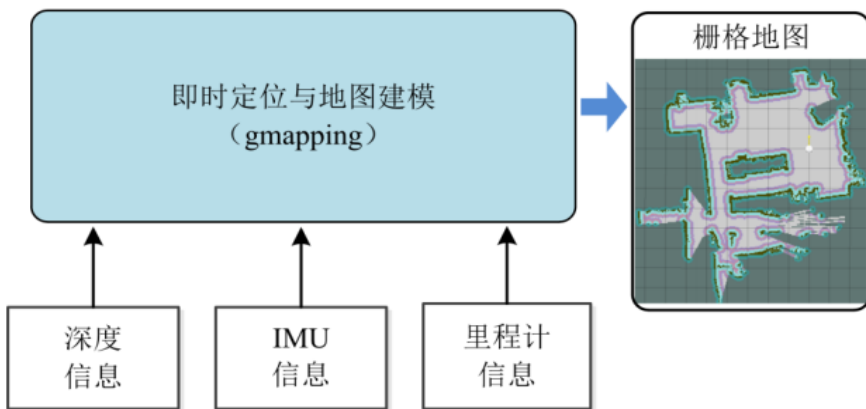 即时定位与地图建模
（gmapping）
栅格地图
深度
信息
IMU
信息
里程计
信息